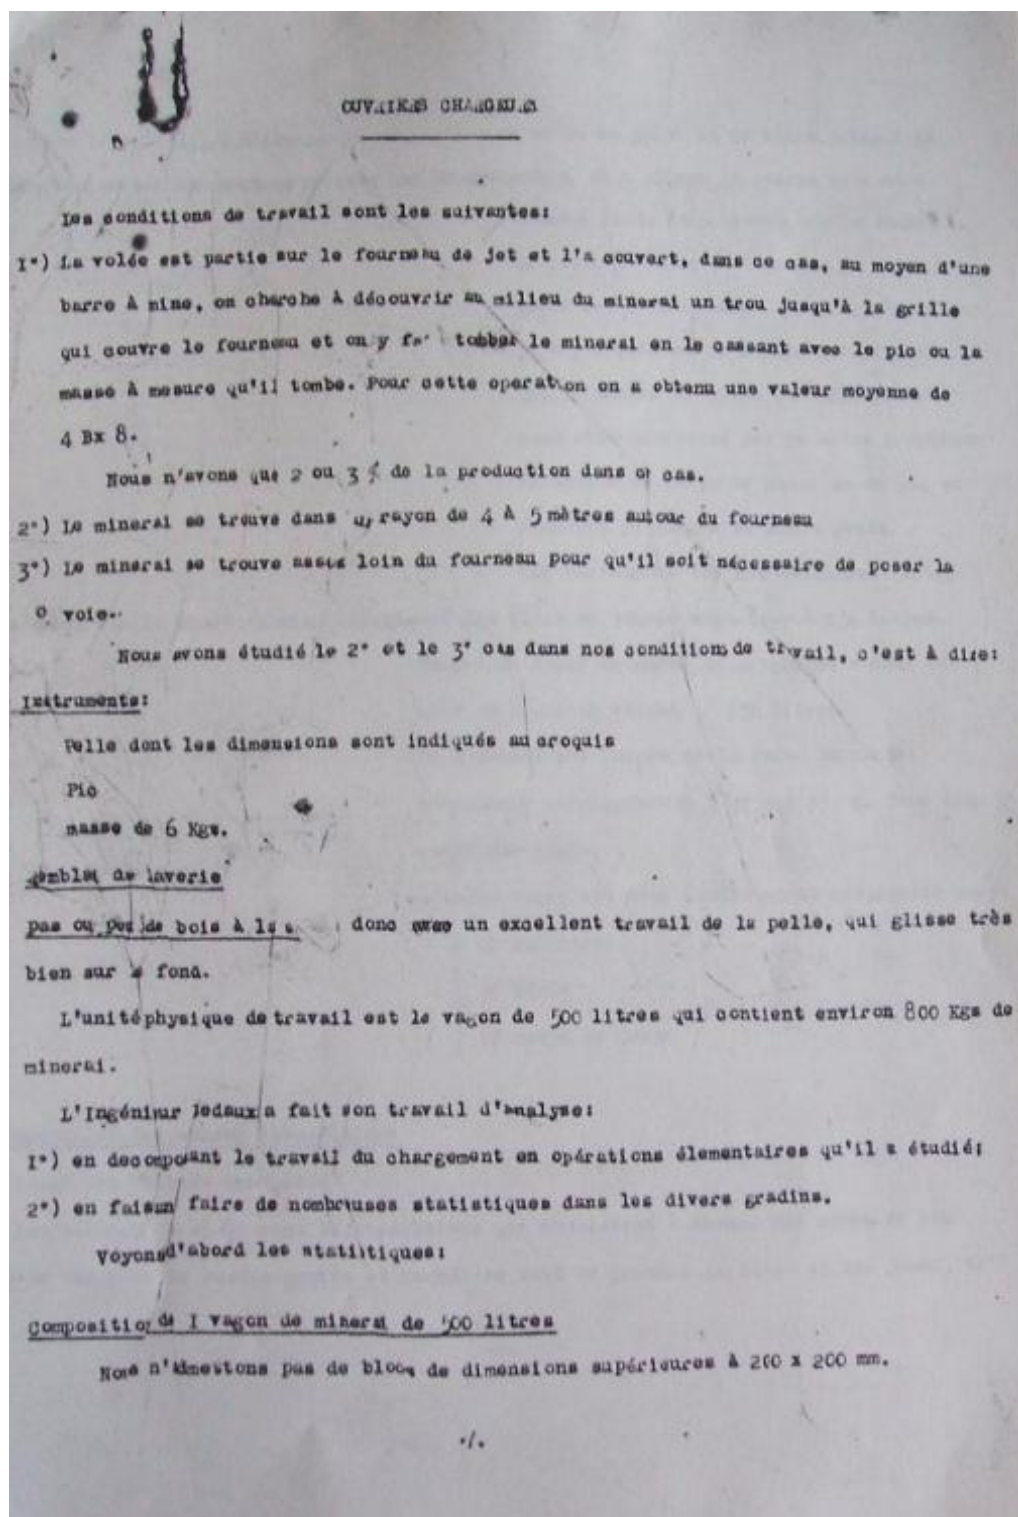 OUVRIERS CHARGEURS
Les conditions de travail sont les suivantes:
I°) La volée est partie sur le fourneau de jet et l'a ouvert, dans ce cas, au moyen d'une
barre à mine, on cherche à découvrir au milieu du minerai un trou jusqu'à la grille
qui couvre le fourneau et on y tobber le minerai en le cassant avec le pic ou la
masse à mesure qu'il tombe. Pour cette operation on a obtenu une valeur moyenne de
4 Bx 8.
Nous n'avons que 2 ou 3 % de la production dans ce cas.
2°) Le minerai se trouve dans un rayon de 4 à 5 mètres autour du fourneau
3°) Le minerai se trouve assez loin du fourneau pour qu'il soit nécessaire de poser la
voie.
Nous avons étudié le 2° et le 3° cas dans nos conditions de travail, c'est à dire:
Instruments:
Pelle dont les dimensions sont indiqués au croquis
Pic
masse de 6 Kgs.
de laverie
pas ou peu de bois à donc avec un excellent travail de la pelle, qui glisse très
bien sur le fond.
L'unité physique de travail est le vagon de 500 litres qui contient environ 800 Kgs de
minerai.
L'Ingénieur Bedaux a fait son travail d'analyse:
I°) en decomposant le travail du chargement en opérations élementaires qu'il a étudié;
2°) en faisant faire de nombreuses statistiques dans les divers gradins.
Voyons d'abord les statistiques:
Composition de I vagon de minerai de 500 litres
Nous n'admettons pas de blocs de dimensions supérieures à 200 x 200 mm.
./.